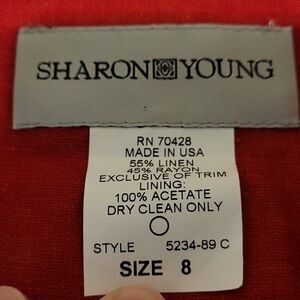 SHARON YOUNG
RN 70428
MADE IN USA
55% LINEN
45% RAYON
EXCLUSIVE OF TRIM
LINING:
100% ACETATE
DRY CLEAN ONLY
STYLE 5234-89 C
SIZE 8